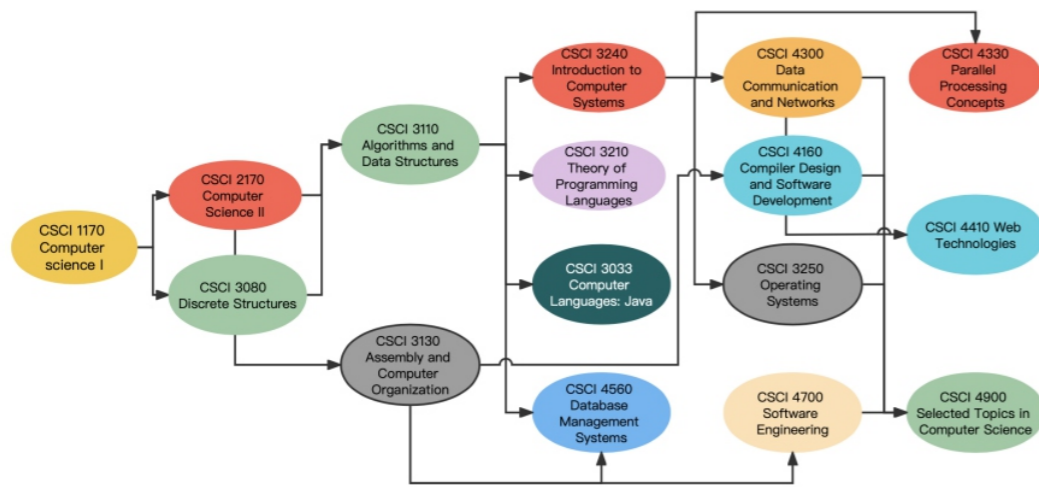 CSCI 1170
Computer
science I
CSCI 2170
Computer
Science II
CSCI 3080
Discrete Structures
CSCI 3110
Algorithms and
Data Structures
CSCI 3130
Assembly and
Computer
Organization
CSCI 3240
Introduction to
Computer
Systems
CSCI 3210
Theory of
Programming
Languages
CSCI 3033
Computer
Languages: Java
CSCI 4560
Database
Management
Systems
CSCI 4300
Data
Communication
and Networks
CSCI 4160
Compiler Design
and Software
Development
CSCI 3250
Operating
Systems
CSCI 4700
Software
Engineering
CSCI 4330
Parallel
Processing
Concepts
CSCI 4410 Web
Technologies
CSCI 4900
Selected Topics in
Computer Science